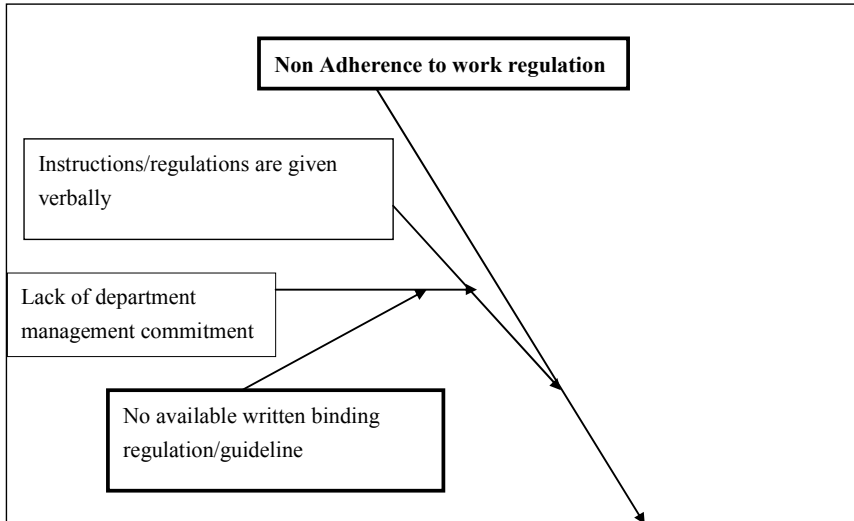 Non Adherence to work regulation
Instructions/regulations are given
verbally
Lack of department
management commitment
No available written binding
regulation/guideline